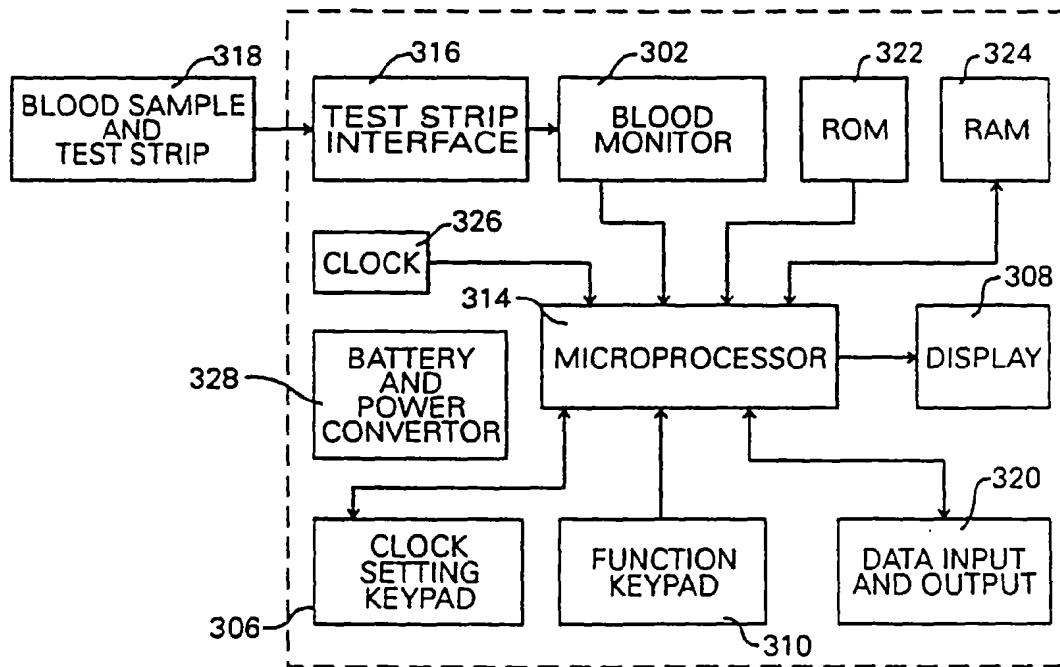 318
316
302
322
324
BLOOD SAMPLE
AND
TEST STRIP
TEST STRIP
INTERFACE
BLOOD
MONITOR
ROM
RAM
326
CLOCK
314
308
MICROPROCESSOR
DISPLAY
328
BATTERY
AND
POWER
CONVERTOR
320
CLOCK
SETTING
KEYPAD
FUNCTION
KEYPAD
DATA INPUT
AND OUTPUT
306
310